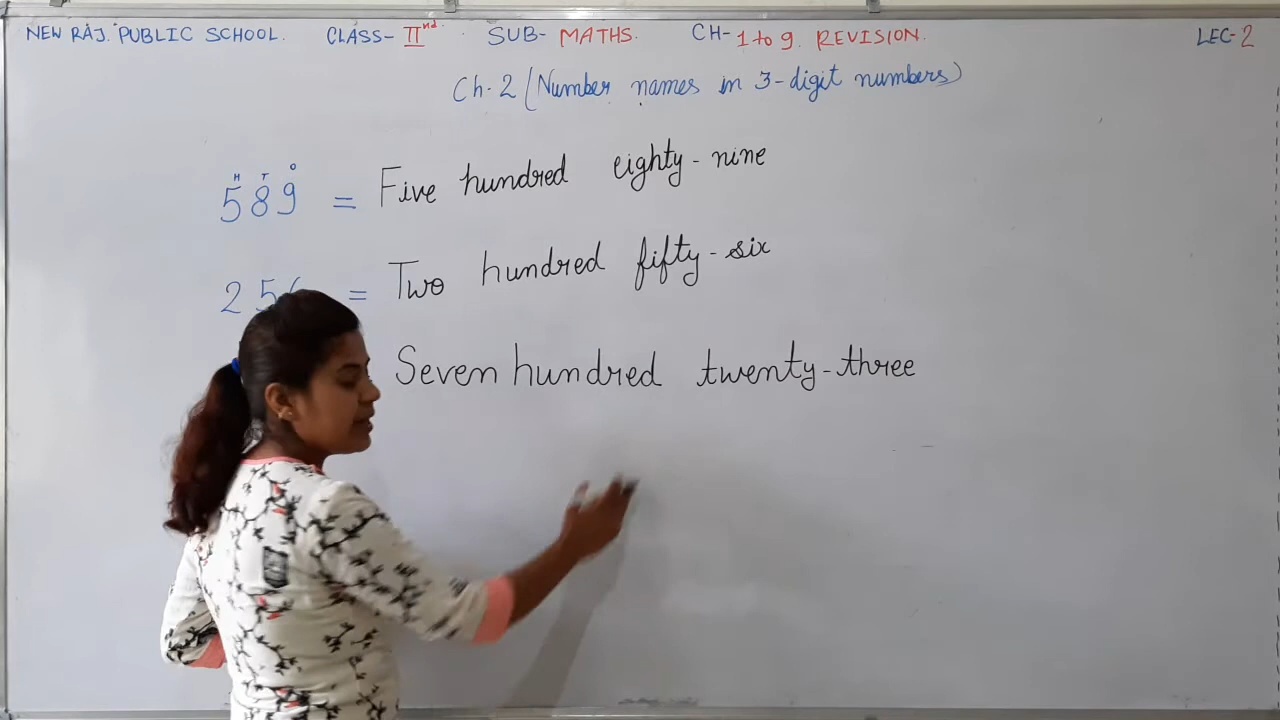 NEW RAJ. PUBLIC SCHOOL. CLASS- IInd. SUB- MATHS. CH- 1 to 9. REVISION. LEC-2
Ch. 2 (Number names in 3-digit numbers)
H T O
589 = Five hundred eighty-nine
25 = Two hundred fifty-six
Seven hundred twenty-three